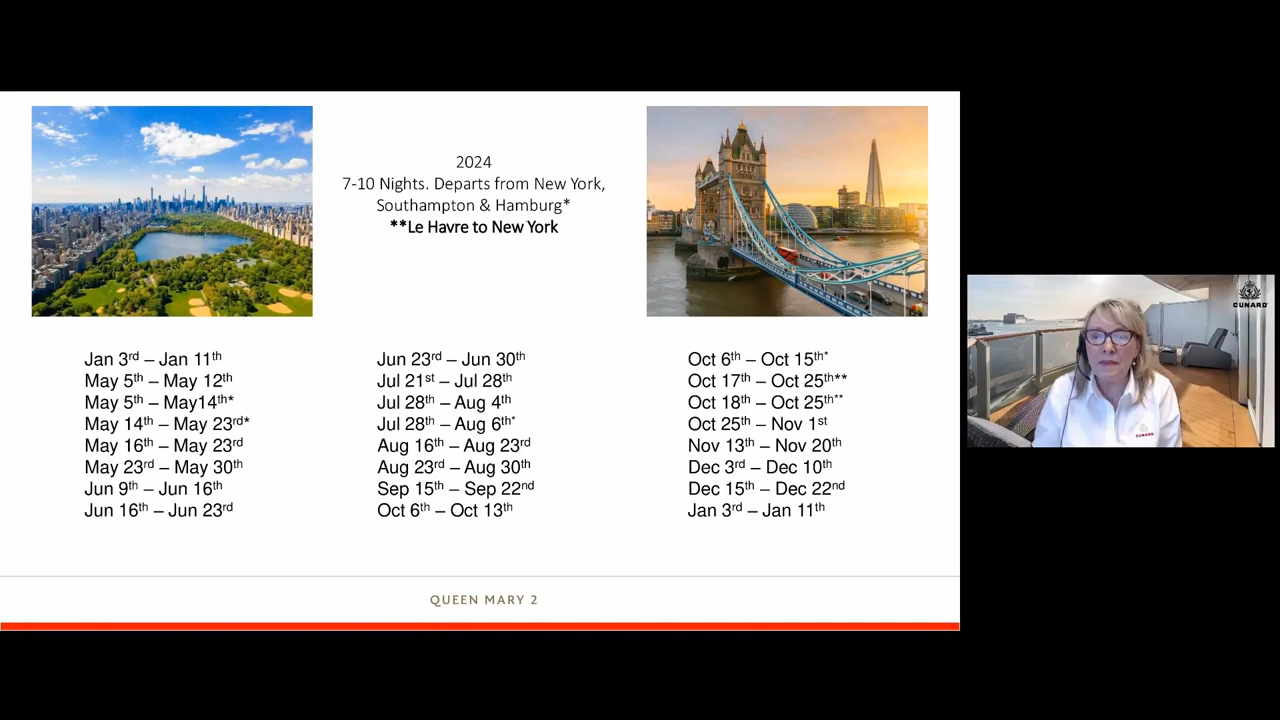 2024
7-10 Nights. Departs from New York,
Southampton & Hamburg*
**Le Havre to New York
Jan 3rd – Jan 11th
May 5th – May 12th
May 5th – May14th*
May 14th – May 23rd*
May 16th – May 23rd
May 23rd – May 30th
Jun 9th – Jun 16th
Jun 16th – Jun 23rd
Jun 23rd – Jun 30th
Jul 21st – Jul 28th
Jul 28th – Aug 4th
Jul 28th – Aug 6th*
Aug 16th – Aug 23rd
Aug 23rd – Aug 30th
Sep 15th – Sep 22nd
Oct 6th – Oct 13th
Oct 6th – Oct 15th*
Oct 17th – Oct 25th**
Oct 18th – Oct 25th**
Oct 25th – Nov 1st
Nov 13th – Nov 20th
Dec 3rd – Dec 10th
Dec 15th – Dec 22nd
Jan 3rd – Jan 11th
QUEEN MARY 2
CUNARD
CUNARD